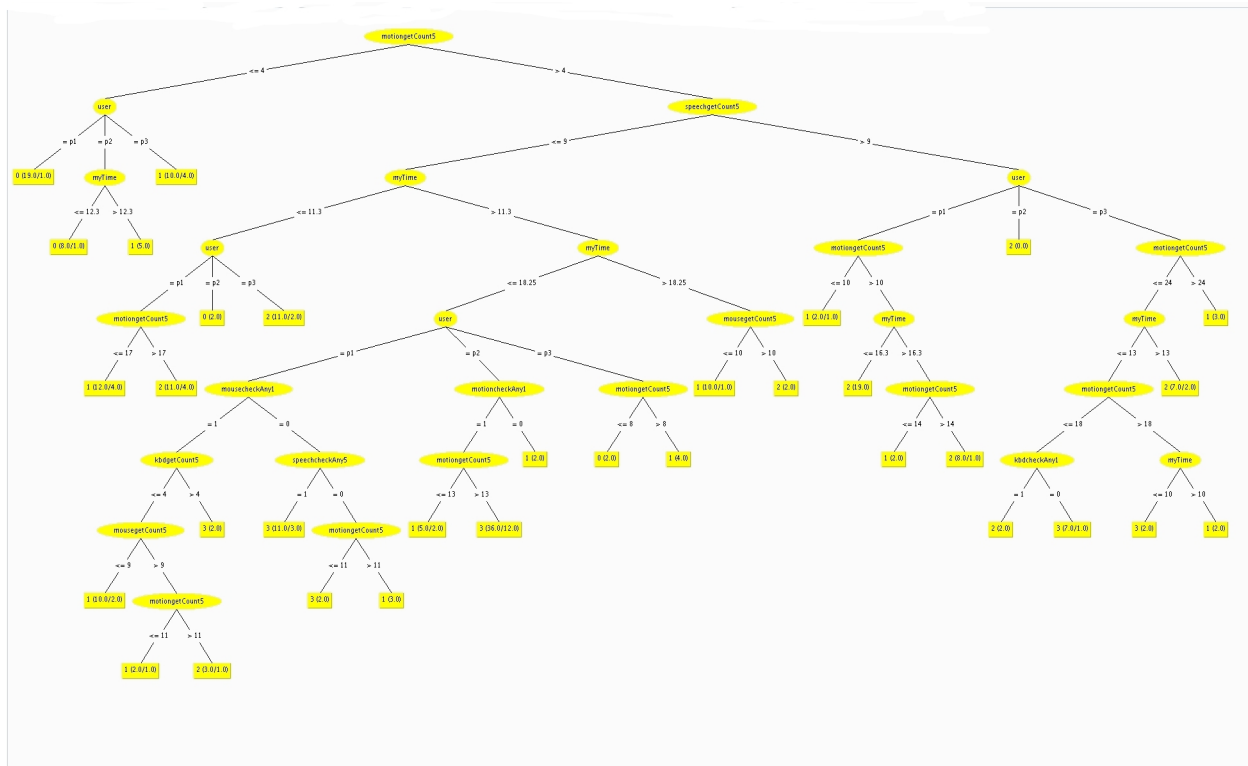 motiongetCount5
<= 4 > 4
user speechgetCount5
= p1 = p2 = p3 <= 9 > 9
0 (19.0/1.0) myTime 1 (10.0/4.0) myTime user
<= 12.3 > 12.3 <= 11.3 > 11.3 = p1 = p2 = p3
0 (8.0/1.0) 1 (5.0) user myTime motiongetCount5 2 (0.0) motiongetCount5
= p1 = p2 = p3 <= 18.25 > 18.25 <= 10 > 10 <= 24 > 24
motiongetCount5 0 (2.0) 2 (11.0/2.0) user mousegetCount5 1 (2.0/1.0) myTime myTime 1 (3.0)
<= 17 > 17 = p1 = p2 = p3 <= 10 > 10 <= 16.3 > 16.3 <= 13 > 13
1 (12.0/4.0) 2 (11.0/4.0) mousecheckAny1 motioncheckAny1 motiongetCount5 1 (10.0/1.0) 2 (2.0) 2 (19.0) motiongetCount5 motiongetCount5 2 (7.0/2.0)
= 1 = 0 = 1 = 0 <= 8 > 8 <= 14 > 14 <= 18 > 18
kbdgetCount5 speechcheckAny5 motiongetCount5 1 (2.0) 0 (2.0) 1 (4.0) 1 (2.0) 2 (8.0/1.0) kbdcheckAny1 myTime
<= 4 > 4 = 1 = 0 <= 13 > 13 = 1 = 0 <= 10 > 10
mousegetCount5 3 (2.0) 3 (11.0/3.0) motiongetCount5 1 (5.0/2.0) 3 (36.0/12.0) 2 (2.0) 3 (7.0/1.0) 3 (2.0) 1 (2.0)
<= 9 > 9 <= 11 > 11
1 (10.0/2.0) motiongetCount5 3 (2.0) 1 (3.0)
<= 11 > 11
1 (2.0/1.0) 2 (3.0/1.0)